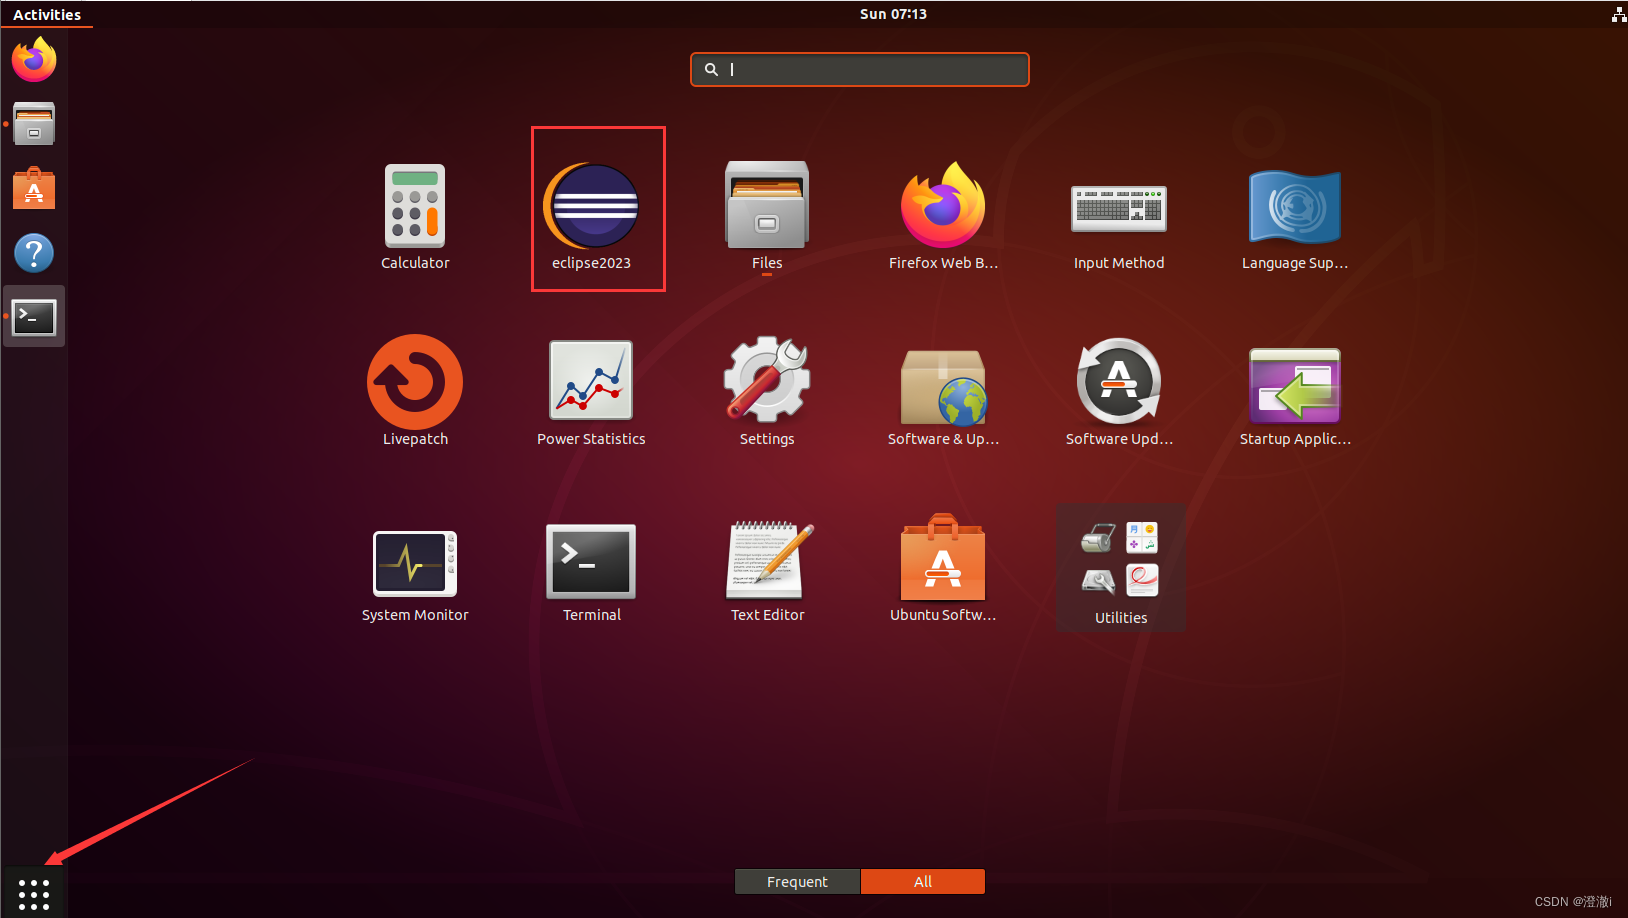 Activities
Sun 07:13
Calculator
eclipse2023
Files
Firefox Web B...
Input Method
Language Sup...
Livepatch
Power Statistics
Settings
Software & Up...
Software Upd...
Startup Applic...
System Monitor
Terminal
Text Editor
Ubuntu Softw...
Utilities
Frequent
All
CSDN @澄澈i